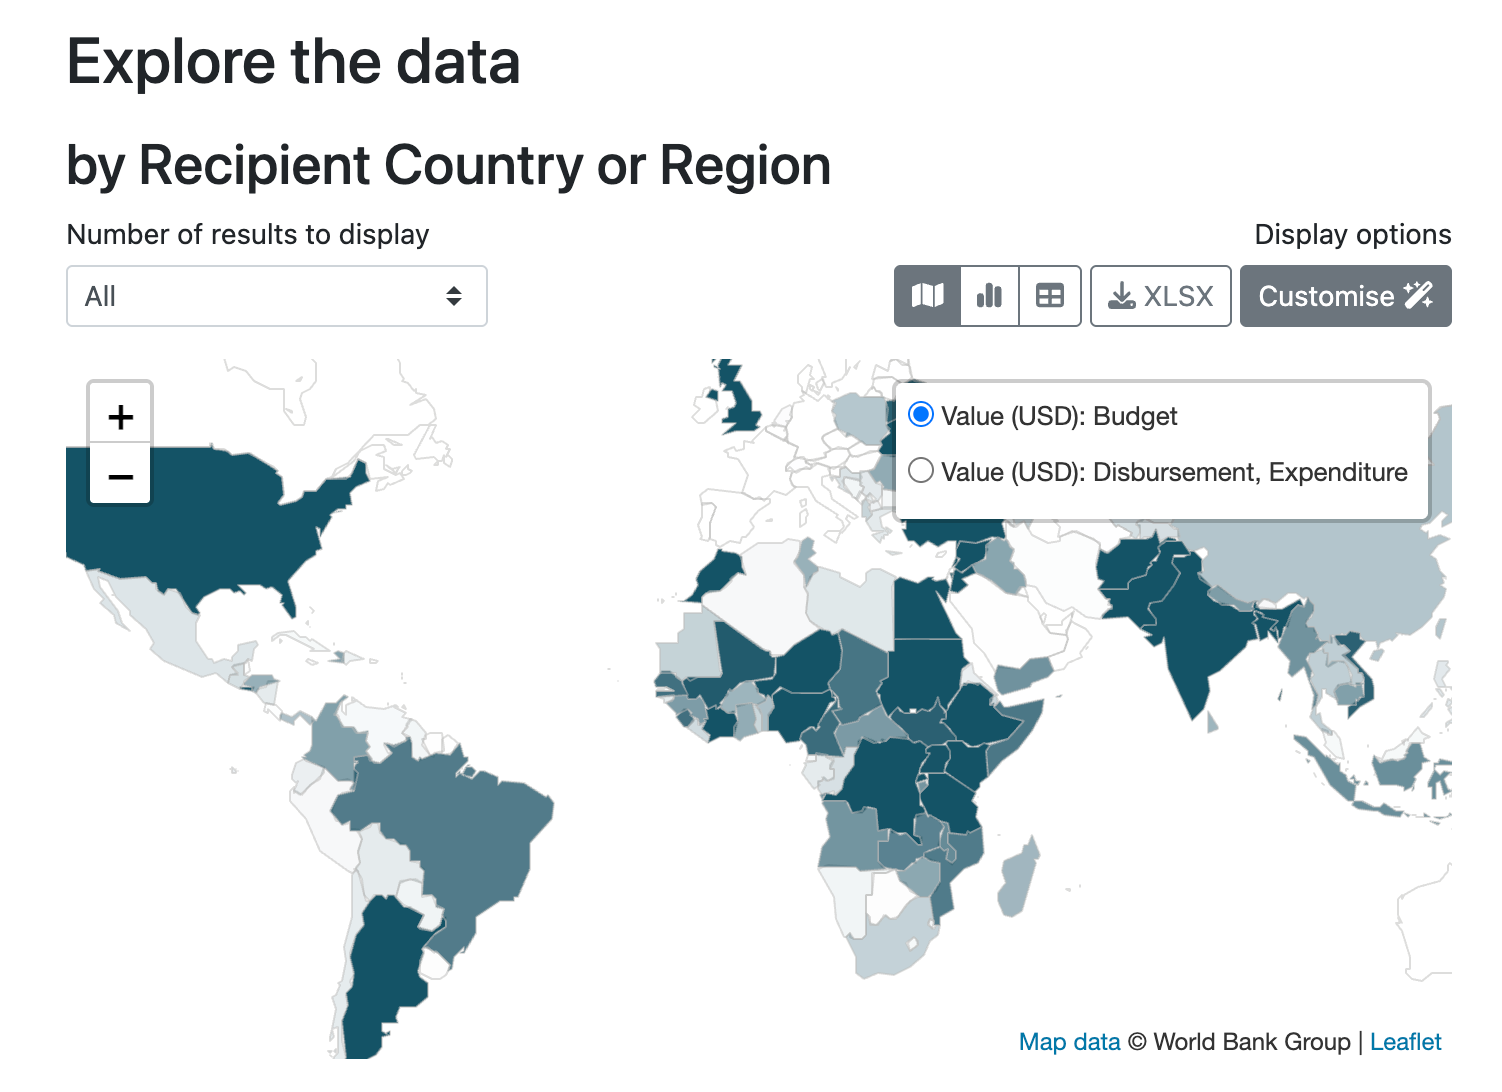 Explore the data
by Recipient Country or Region
Number of results to display
Display options
All
XLSX
Customise
+
−
Value (USD): Budget
Value (USD): Disbursement, Expenditure
Map data © World Bank Group | Leaflet